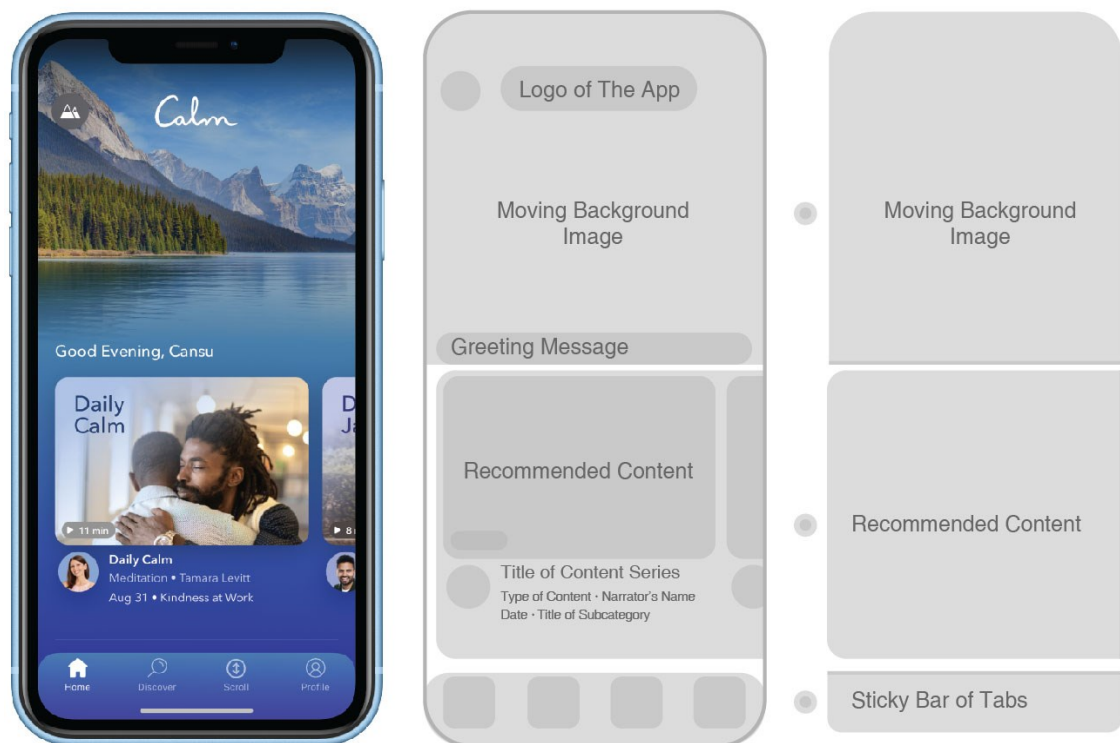 Calm
Good Evening, Cansu
Daily
Calm
11 min
Daily Calm
Meditation • Tamara Levitt
Aug 31 • Kindness at Work
D
Ja
8
Home
Discover
Scroll
Profile
Logo of The App
Moving Background
Image
Greeting Message
Recommended Content
Title of Content Series
Type of Content · Narrator's Name
Date · Title of Subcategory
Moving Background
Image
Recommended Content
Sticky Bar of Tabs